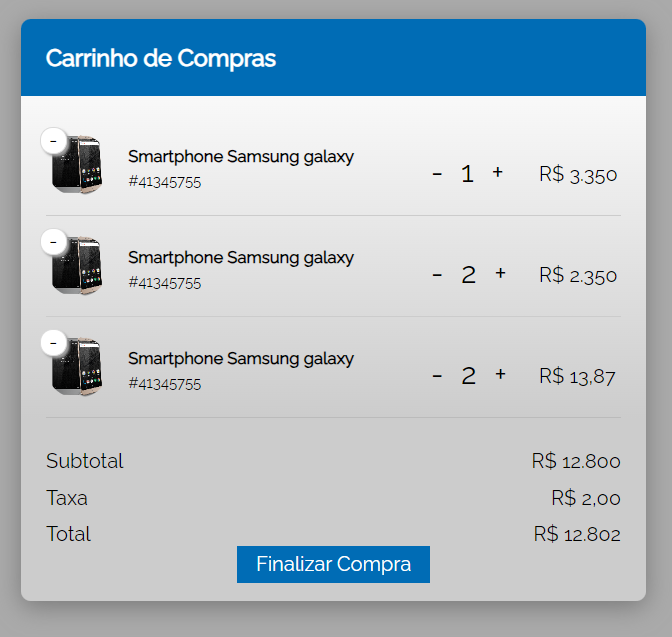 Carrinho de Compras
-
Smartphone Samsung galaxy
#41345755
- 1 + R$ 3.350
-
Smartphone Samsung galaxy
#41345755
- 2 + R$ 2.350
-
Smartphone Samsung galaxy
#41345755
- 2 + R$ 13,87
Subtotal R$ 12.800
Taxa R$ 2,00
Total R$ 12.802
Finalizar Compra